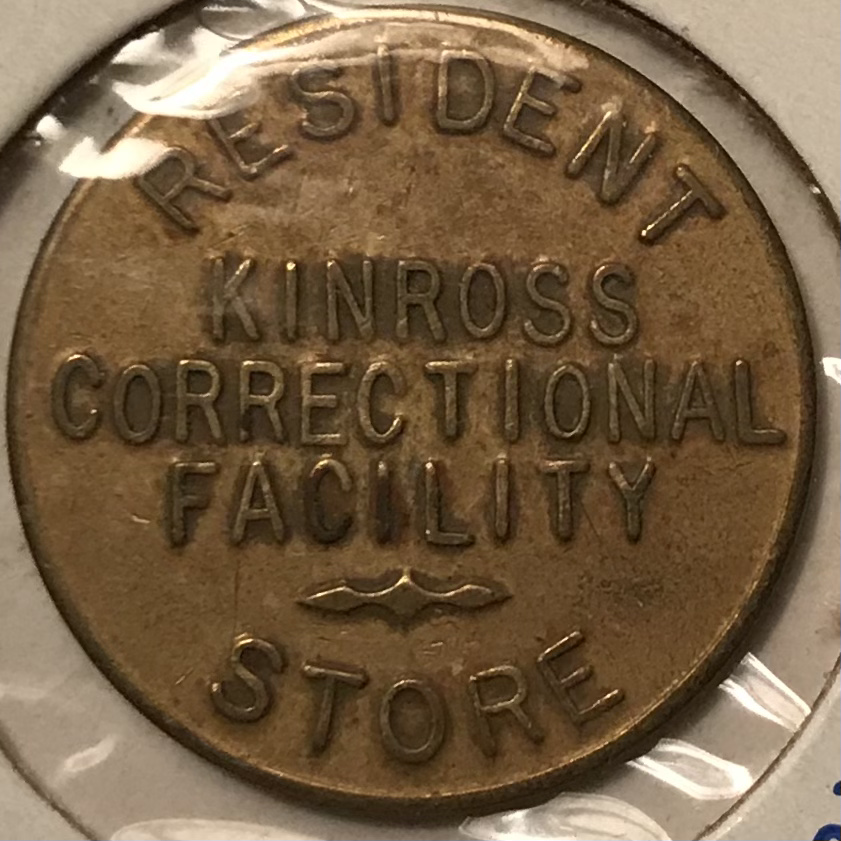 RESIDENT
KINROSS
CORRECTIONAL
FACILITY
STORE